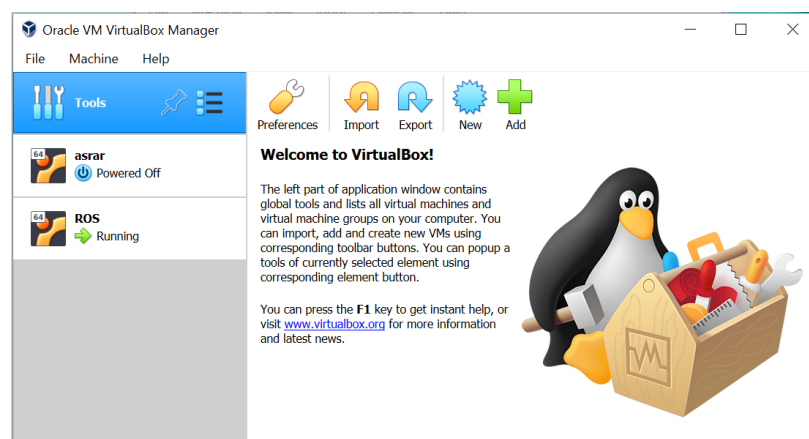 Oracle VM VirtualBox Manager
File Machine Help
Tools
Preferences Import Export New Add
64
asrar
Powered Off
64
ROS
Running
Welcome to VirtualBox!
The left part of application window contains
global tools and lists all virtual machines and
virtual machine groups on your computer. You
can import, add and create new VMs using
corresponding toolbar buttons. You can popup a
tools of currently selected element using
corresponding element button.
You can press the F1 key to get instant help, or
visit www.virtualbox.org for more information
and latest news.